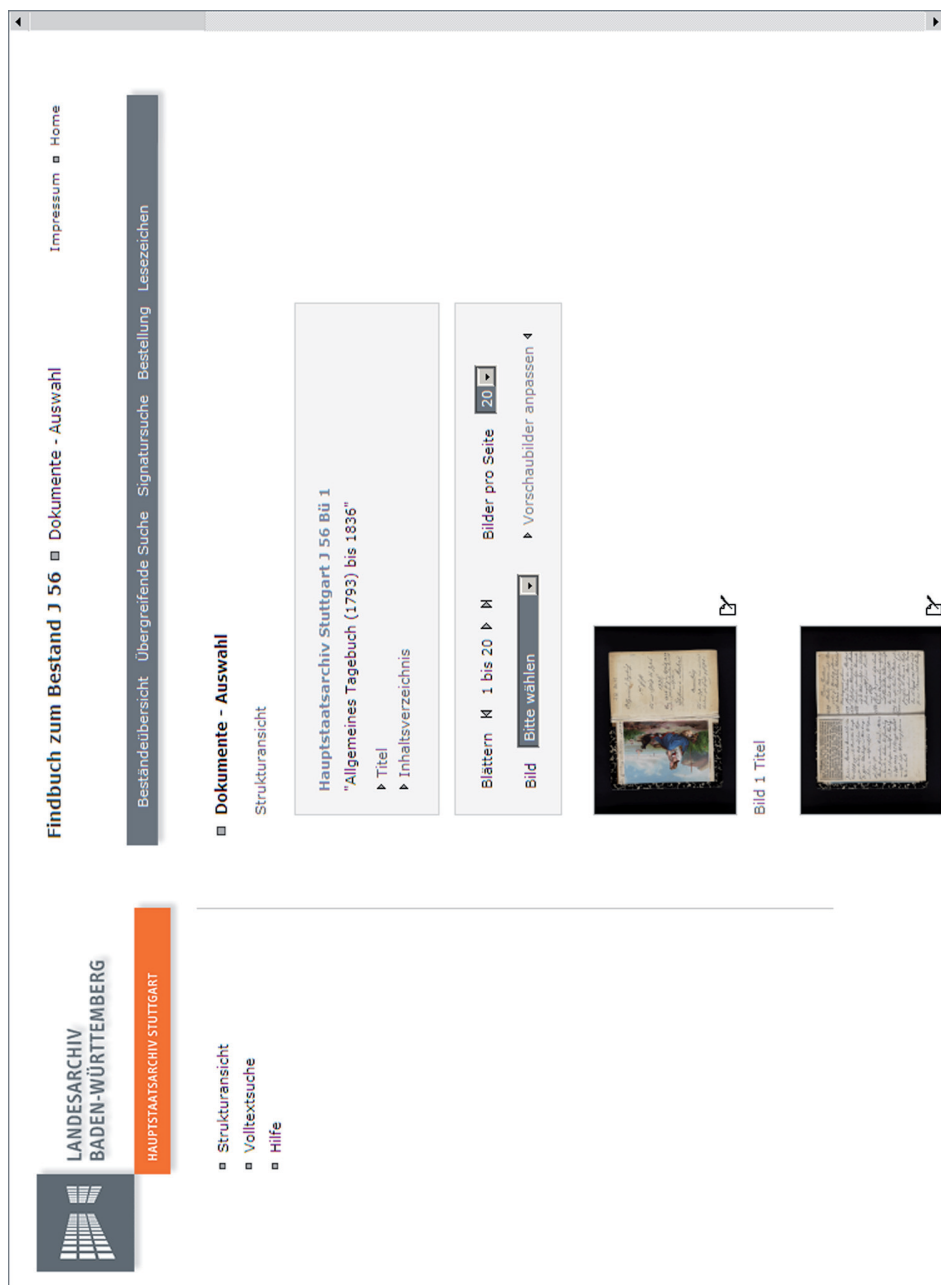 Impressum Home
Findbuch zum Bestand J 56 Dokumente - Auswahl
LANDESARCHIV
BADEN-WÜRTTEMBERG
HAUPTSTAATSARCHIV STUTTGART
Beständeübersicht Übergreifende Suche Signatursuche Bestellung Lesezeichen
Strukturansicht
Volltextsuche
Hilfe
Dokumente - Auswahl
Strukturansicht
Hauptstaatsarchiv Stuttgart J 56 Bü 1
"Allgemeines Tagebuch (1793) bis 1836"
Titel
Inhaltsverzeichnis
Blättern 1 bis 20 Bilder pro Seite 20
Bild Bitte wählen Vorschaubilder anpassen
Bild 1 Titel